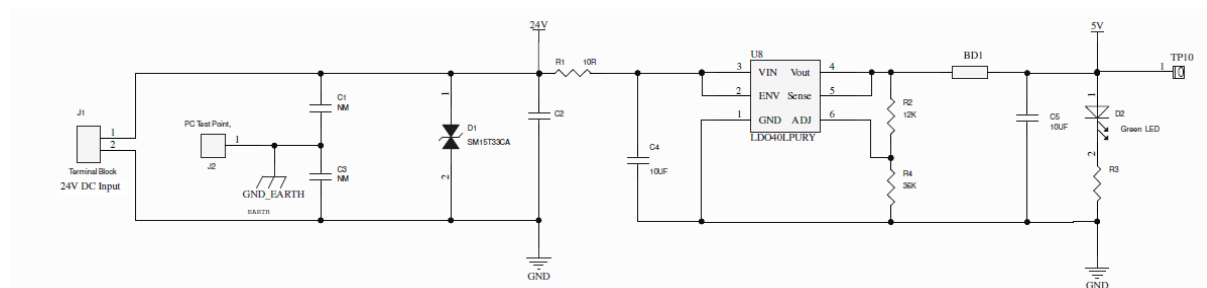 24V
5V
R1 10R
U8
BD1
TP10
1
3 VIN Vout 4
2 ENV Sense 5
1 GND ADJ 6
LDO40LPURY
J1
1
2
Terminal Block
24V DC Input
PC Test Point,
1
J2
C1
NM
C3
NM
GND_EARTH
EARTH
1
D1
SM15T33CA
2
C2
GND
C4
10UF
R2
12K
R4
36K
C5
10UF
1
D2
Green LED
2
R3
GND